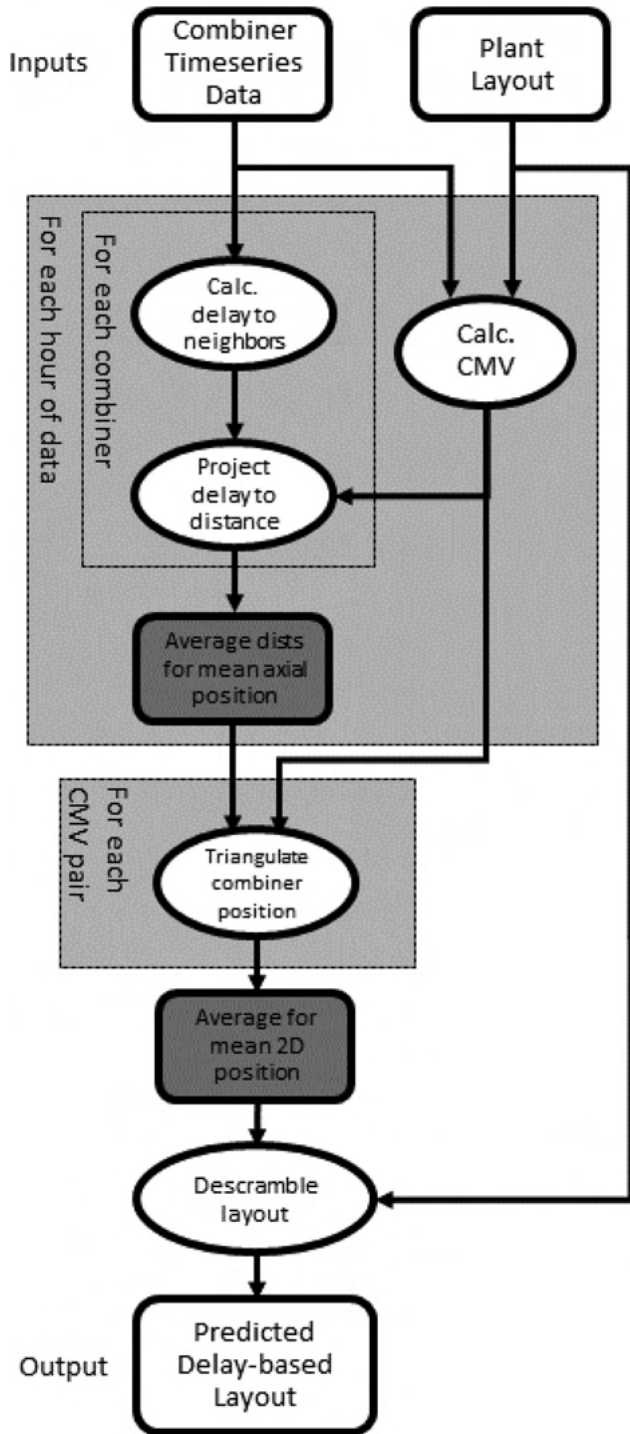 Inputs
Combiner
Timeseries
Data
Plant
Layout
For each hour of data
For each combiner
Calc.
delay to
neighbors
Calc.
CMV
Project
delay to
distance
Average dists
for mean axial
position
For each
CMV pair
Triangulate
combiner
position
Average for
mean 2D
position
Descramble
layout
Output
Predicted
Delay-based
Layout